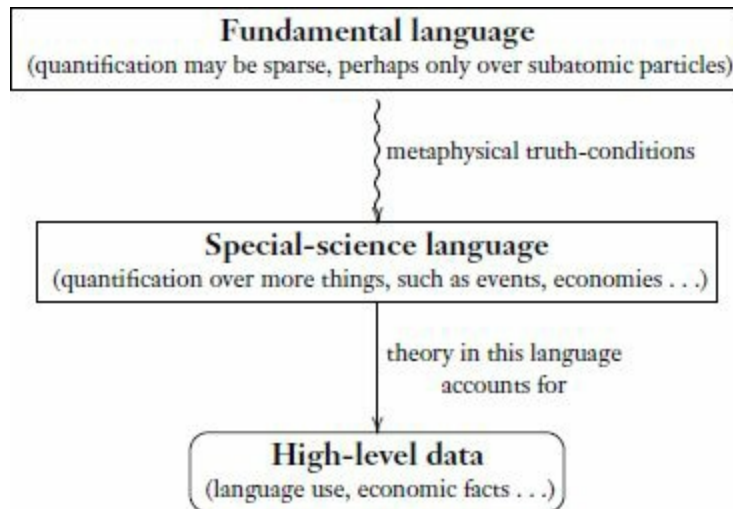 Fundamental language
(quantification may be sparse, perhaps only over subatomic particles)
metaphysical truth-conditions
Special-science language
(quantification over more things, such as events, economies . . .)
theory in this language
accounts for
High-level data
(language use, economic facts . . .)